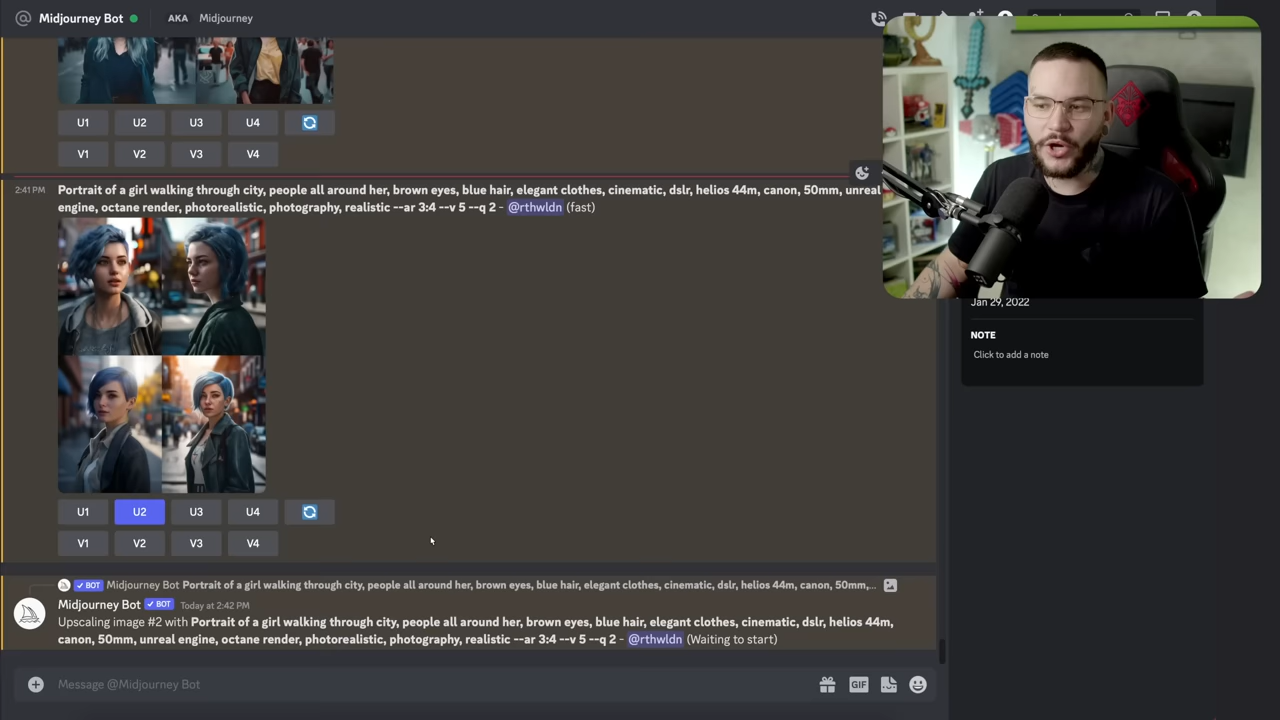 Midjourney Bot AKA Midjourney
U1 U2 U3 U4
V1 V2 V3 V4
2:41 PM Portrait of a girl walking through city, people all around her, brown eyes, blue hair, elegant clothes, cinematic, dslr, helios 44m, canon, 50mm, unreal
engine, octane render, photorealistic, photography, realistic --ar 3:4 --v 5 --q 2 - @rthwldn (fast)
Jan 29, 2022
NOTE
Click to add a note
U1 U2 U3 U4
V1 V2 V3 V4
BOT Midjourney Bot Portrait of a girl walking through city, people all around her, brown eyes, blue hair, elegant clothes, cinematic, dslr, helios 44m, canon, 50mm,...
Midjourney Bot BOT Today at 2:42 PM
Upscaling image #2 with Portrait of a girl walking through city, people all around her, brown eyes, blue hair, elegant clothes, cinematic, dslr, helios 44m,
canon, 50mm, unreal engine, octane render, photorealistic, photography, realistic --ar 3:4 --v 5 --q 2 - @rthwldn (Waiting to start)
Message @Midjourney Bot
GIF